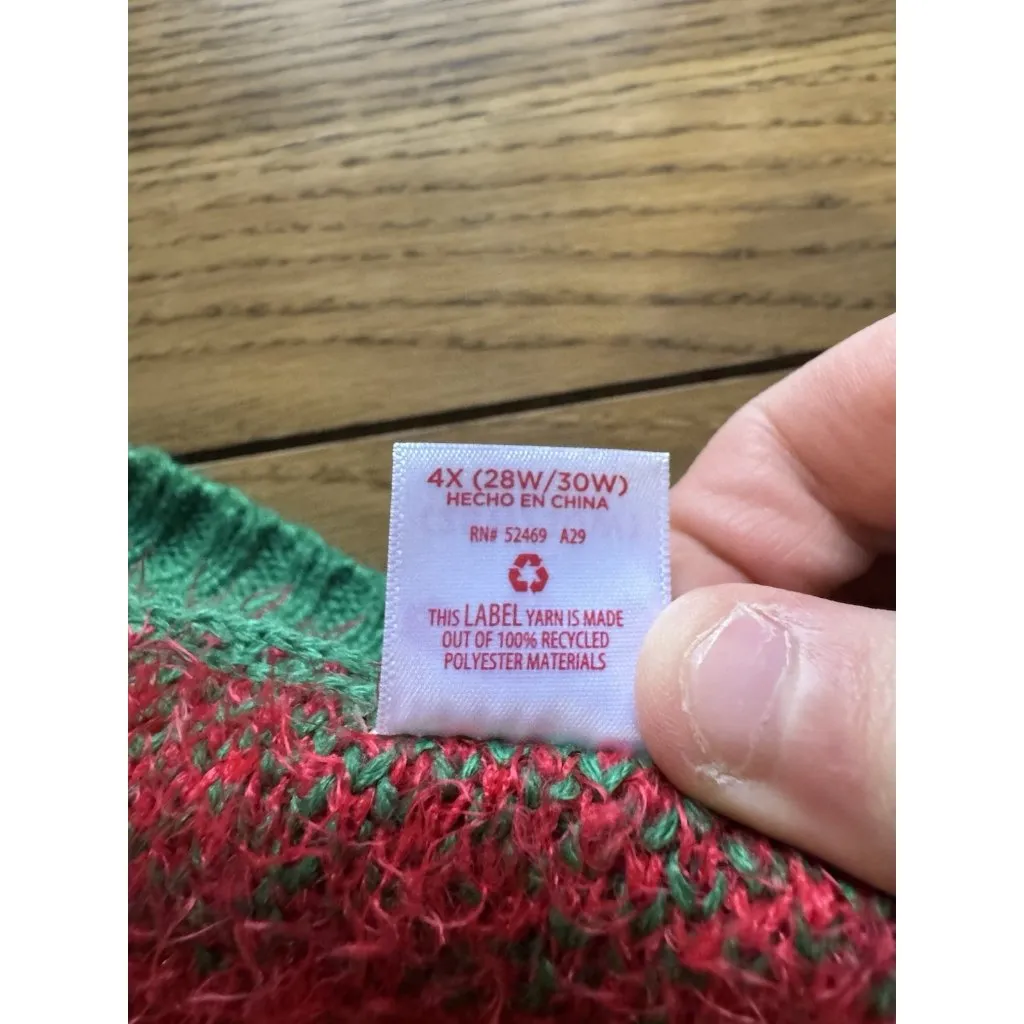 4X (28W/30W)
HECHO EN CHINA
RN# 52469 A29
THIS LABEL YARN IS MADE
OUT OF 100% RECYCLED
POLYESTER MATERIALS